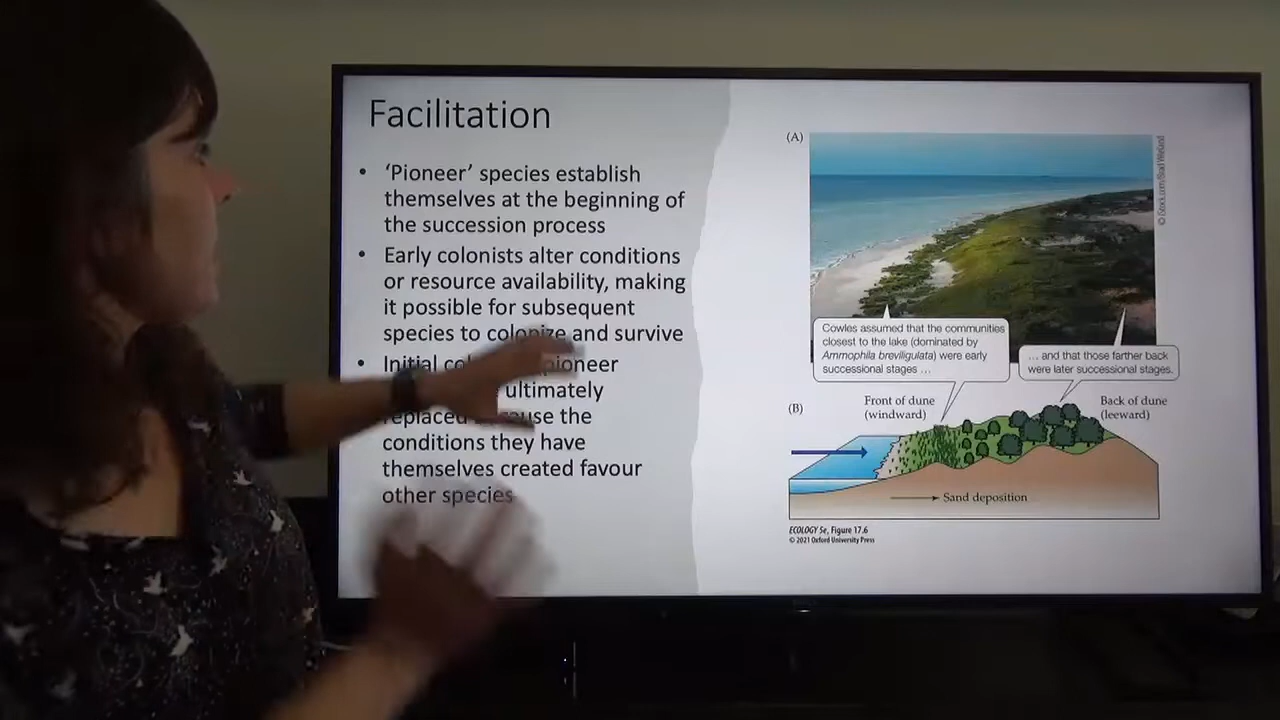 Facilitation
• ‘Pioneer’ species establish
themselves at the beginning of
the succession process
• Early colonists alter conditions
or resource availability, making
it possible for subsequent
species to colonize and survive
• Initial pioneer
ultimately
replaced the
conditions they have
themselves created favour
other species
(A)
© iStock.com/Brad Wieland
Cowles assumed that the communities
closest to the lake (dominated by
Ammophila breviligulata) were early
successional stages ...
... and that those farther back
were later successional stages.
(B)
Front of dune
(windward)
Back of dune
(leeward)
Sand deposition
ECOLOGY 5e, Figure 17.6
© 2021 Oxford University Press